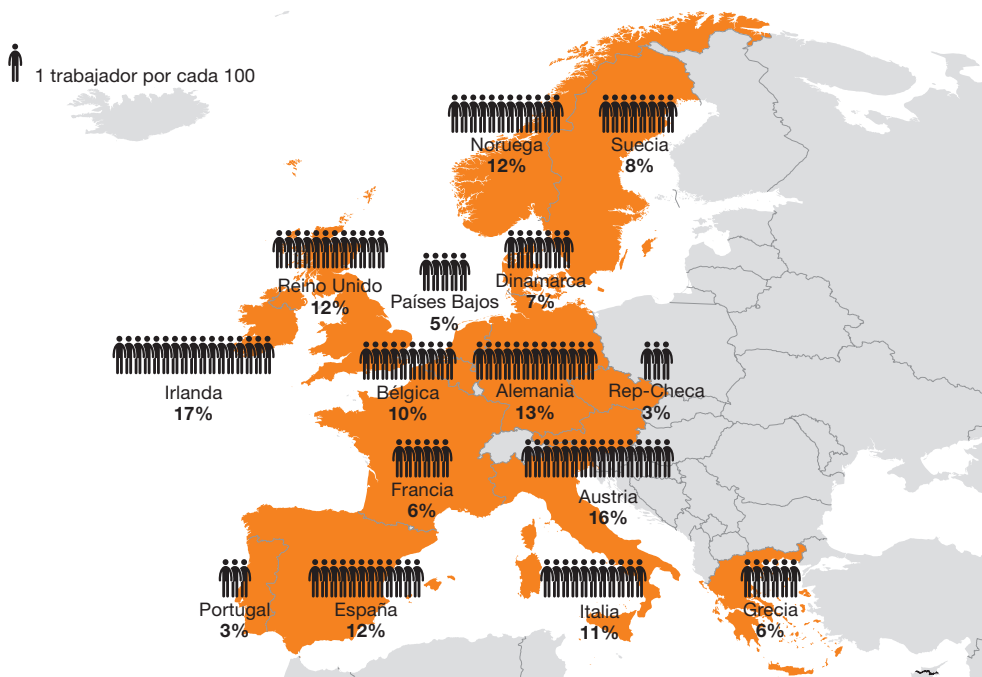 1 trabajador por cada 100
Noruega
12%
Suecia
8%
Reino Unido
12%
Países Bajos
5%
Dinamarca
7%
Irlanda
17%
Bélgica
10%
Alemania
13%
Rep-Checa
3%
Francia
6%
Austria
16%
Portugal
3%
España
12%
Italia
11%
Grecia
6%